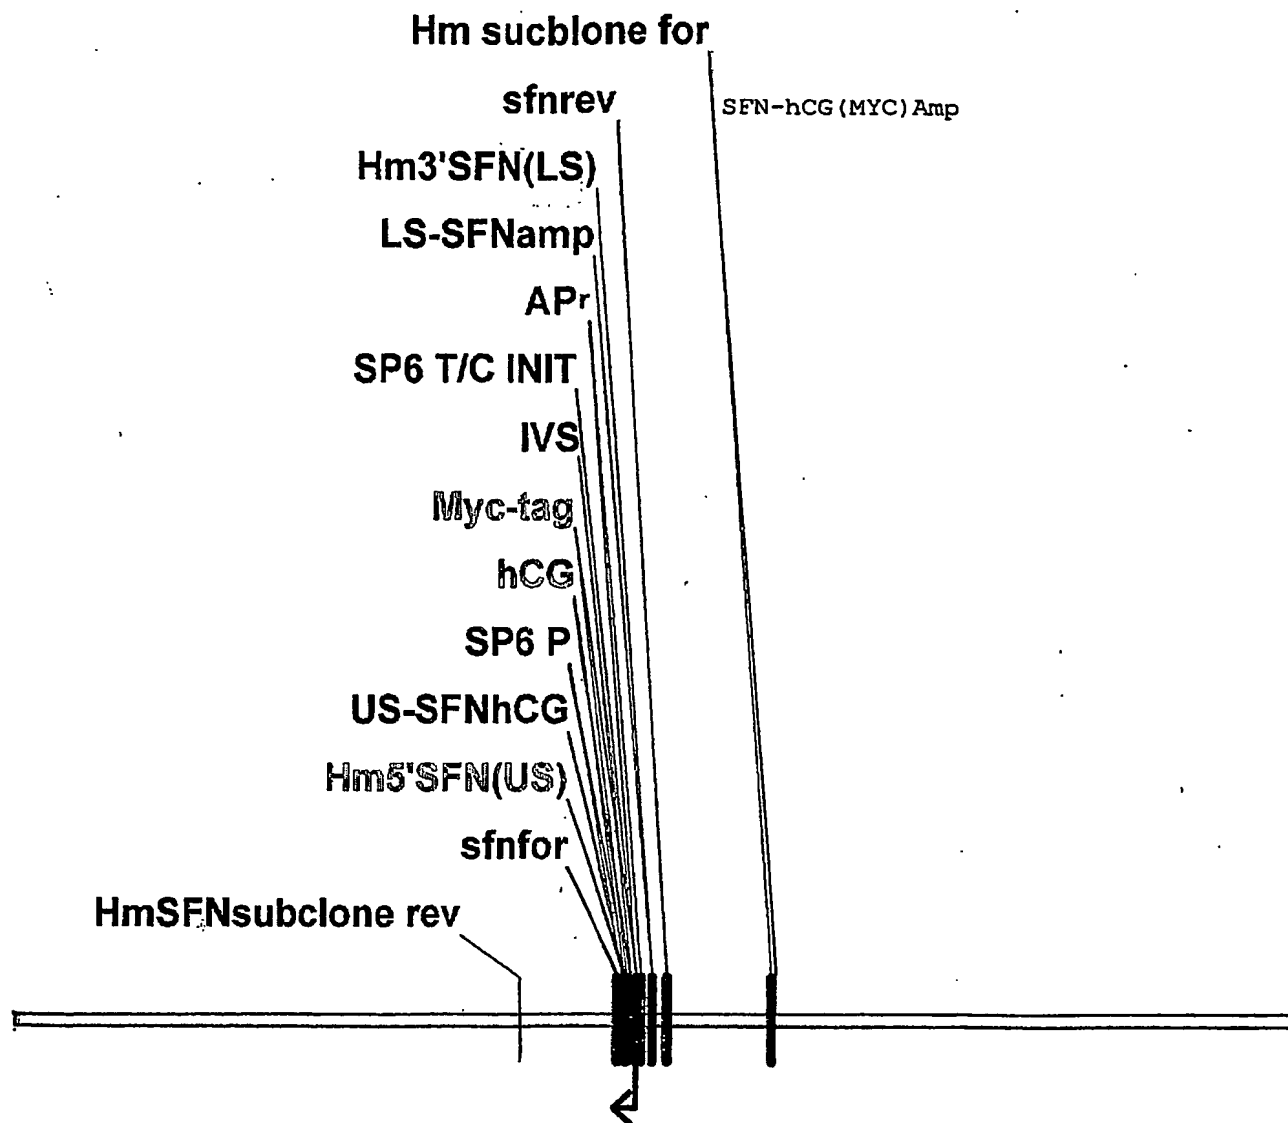 Hm sucblone for
sfnrev
SFN-hCG(MYC)Amp
Hm3'SFN(LS)
LS-SFNamp
APr
SP6 T/C INIT
IVS
Myc-tag
hCG
SP6 P
US-SFNhCG
Hm5'SFN(US)
sfnfor
HmSFNsubclone rev